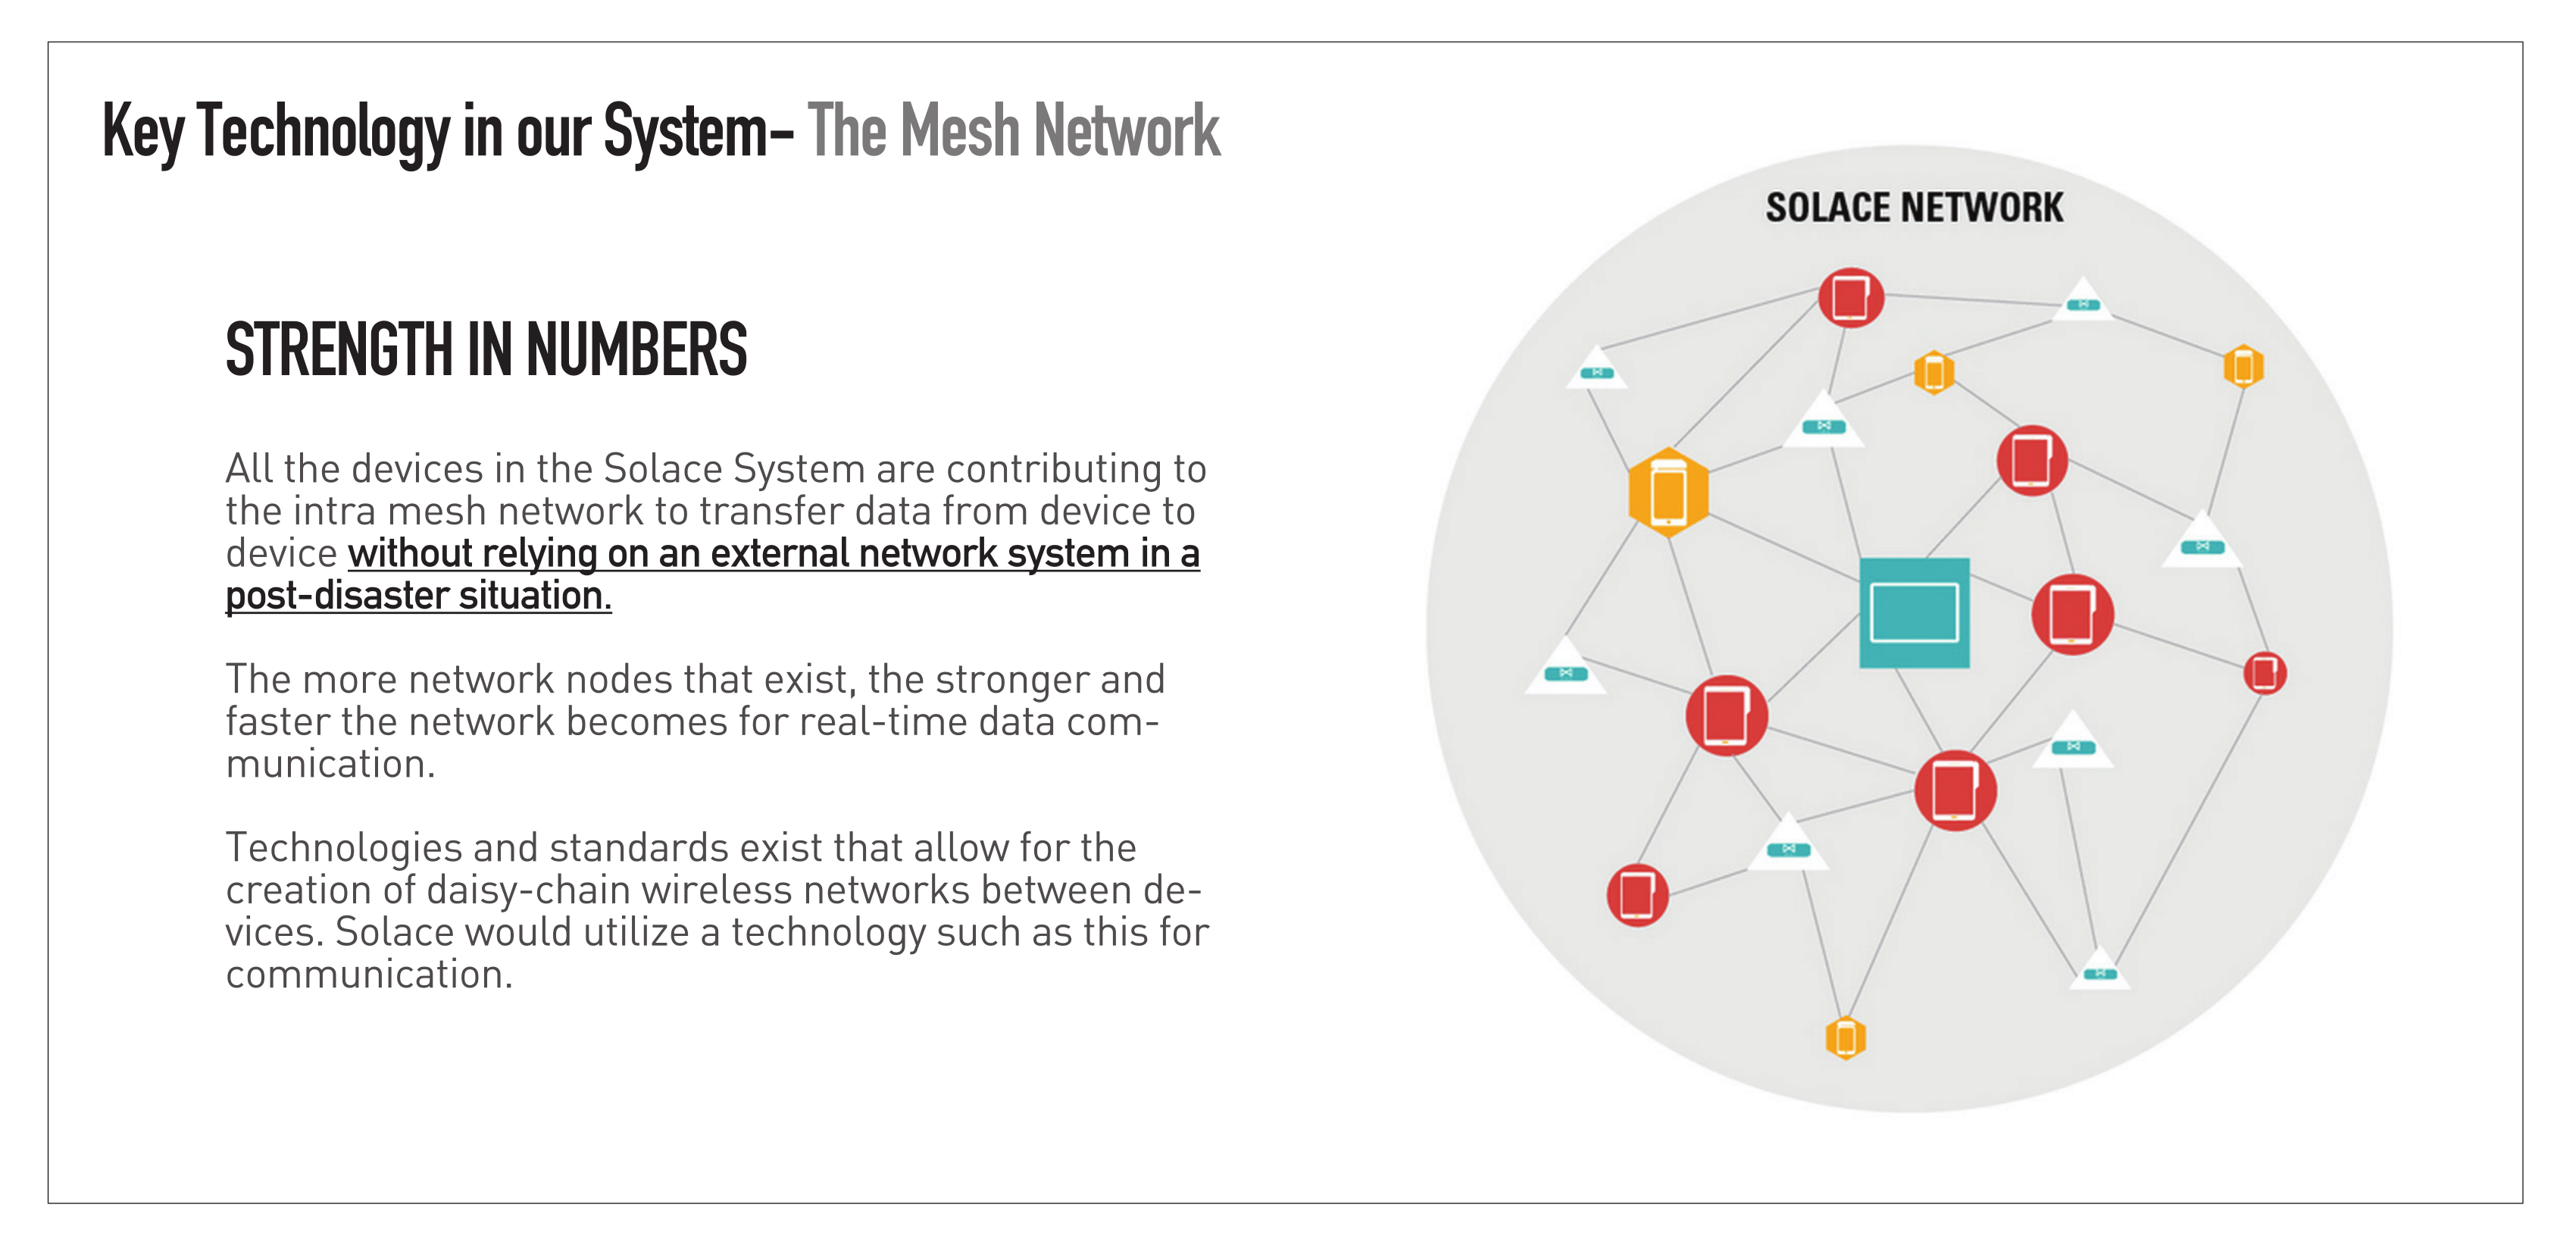 Key Technology in our System- The Mesh Network
SOLACE NETWORK
STRENGTH IN NUMBERS
All the devices in the Solace System are contributing to
the intra mesh network to transfer data from device to
device without relying on an external network system in a
post-disaster situation.
The more network nodes that exist, the stronger and
faster the network becomes for real-time data com-
munication.
Technologies and standards exist that allow for the
creation of daisy-chain wireless networks between de-
vices. Solace would utilize a technology such as this for
communication.